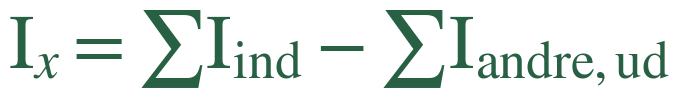 Iₓ = ∑I_ind − ∑I_andre, ud